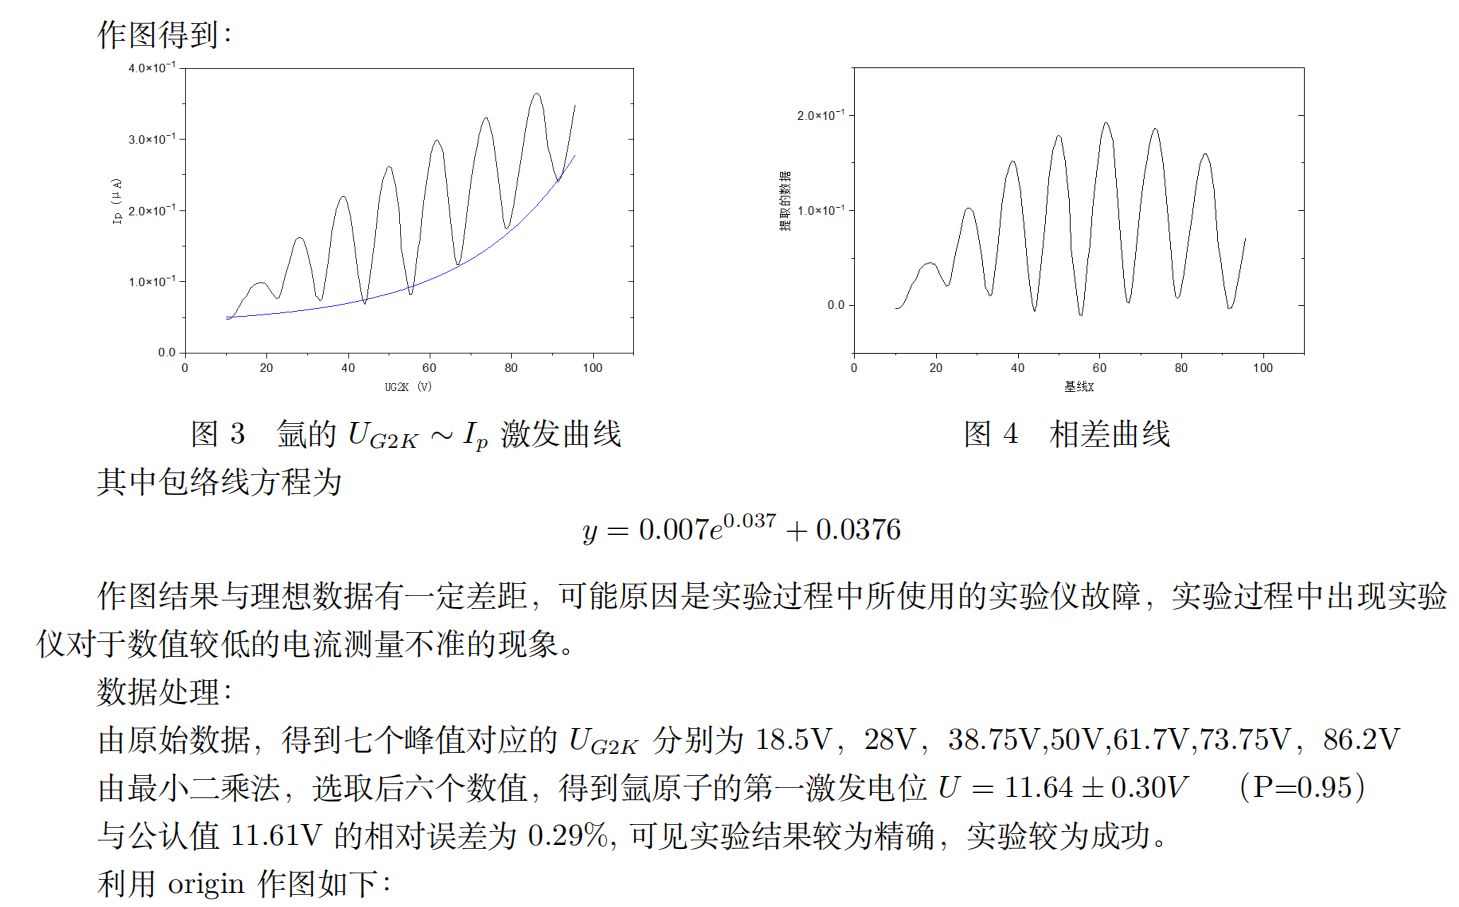 作图得到：
4.0×10⁻¹
3.0×10⁻¹
2.0×10⁻¹
1.0×10⁻¹
0.0
Ip (μA)
0 20 40 60 80 100
UG2K (V)
2.0×10⁻¹
1.0×10⁻¹
0.0
提取的数据
0 20 40 60 80 100
基线X
图 3 氩的 U_{G2K} ∼ I_p 激发曲线
图 4 相差曲线
其中包络线方程为
y = 0.007e^{0.037} + 0.0376
作图结果与理想数据有一定差距，可能原因是实验过程中所使用的实验仪故障，实验过程中出现实验
仪对于数值较低的电流测量不准的现象。
数据处理：
由原始数据，得到七个峰值对应的 U_{G2K} 分别为 18.5V，28V，38.75V,50V,61.7V,73.75V，86.2V
由最小二乘法，选取后六个数值，得到氩原子的第一激发电位 U = 11.64 ± 0.30V （P=0.95）
与公认值 11.61V 的相对误差为 0.29%, 可见实验结果较为精确，实验较为成功。
利用 origin 作图如下：